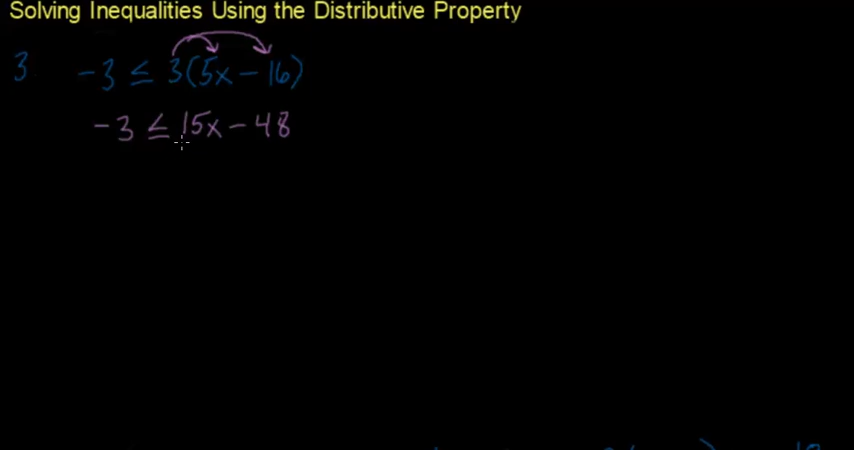 Solving Inequalities Using the Distributive Property
3. -3 ≤ 3(5x - 16)
-3 ≤ 15x - 48